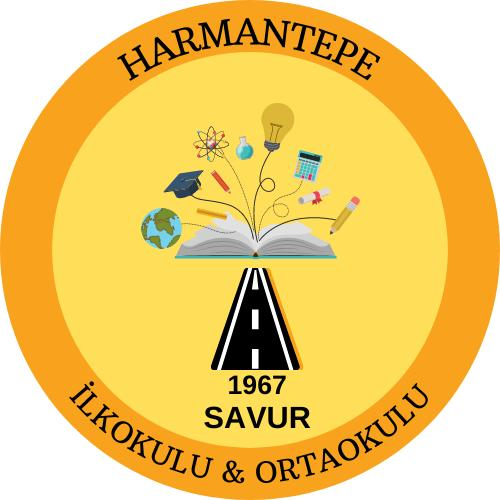 HARMANTEPE
1967
SAVUR
İLKOKULU & ORTAOKULU